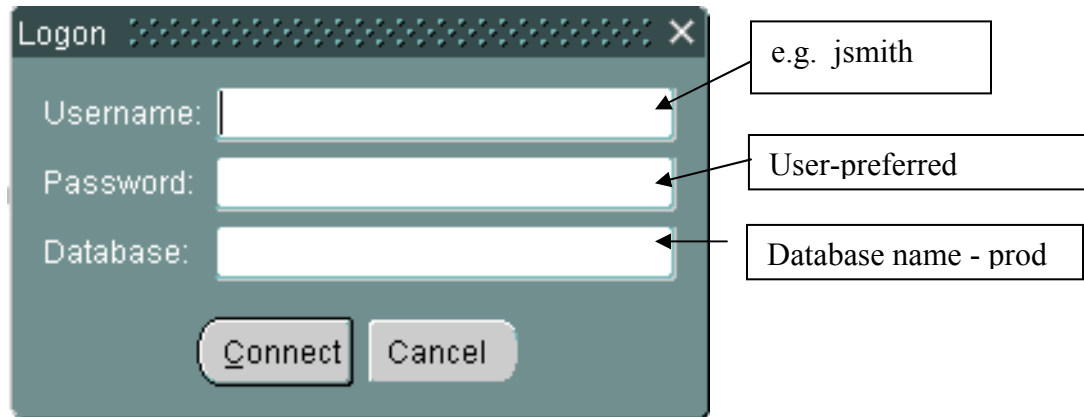 Logon
e.g. jsmith
Username:
User-preferred
Password:
Database name - prod
Database:
Connect
Cancel